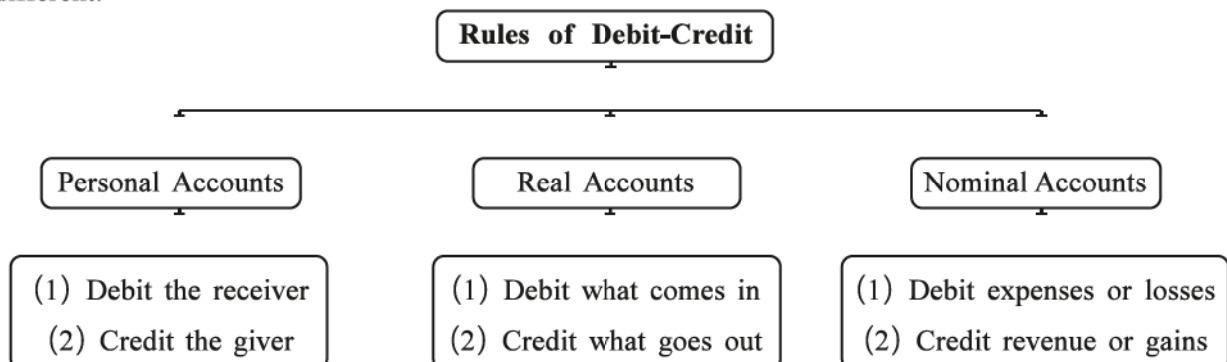 different.
Rules of Debit-Credit
Personal Accounts
Real Accounts
Nominal Accounts
(1) Debit the receiver
(2) Credit the giver
(1) Debit what comes in
(2) Credit what goes out
(1) Debit expenses or losses
(2) Credit revenue or gains